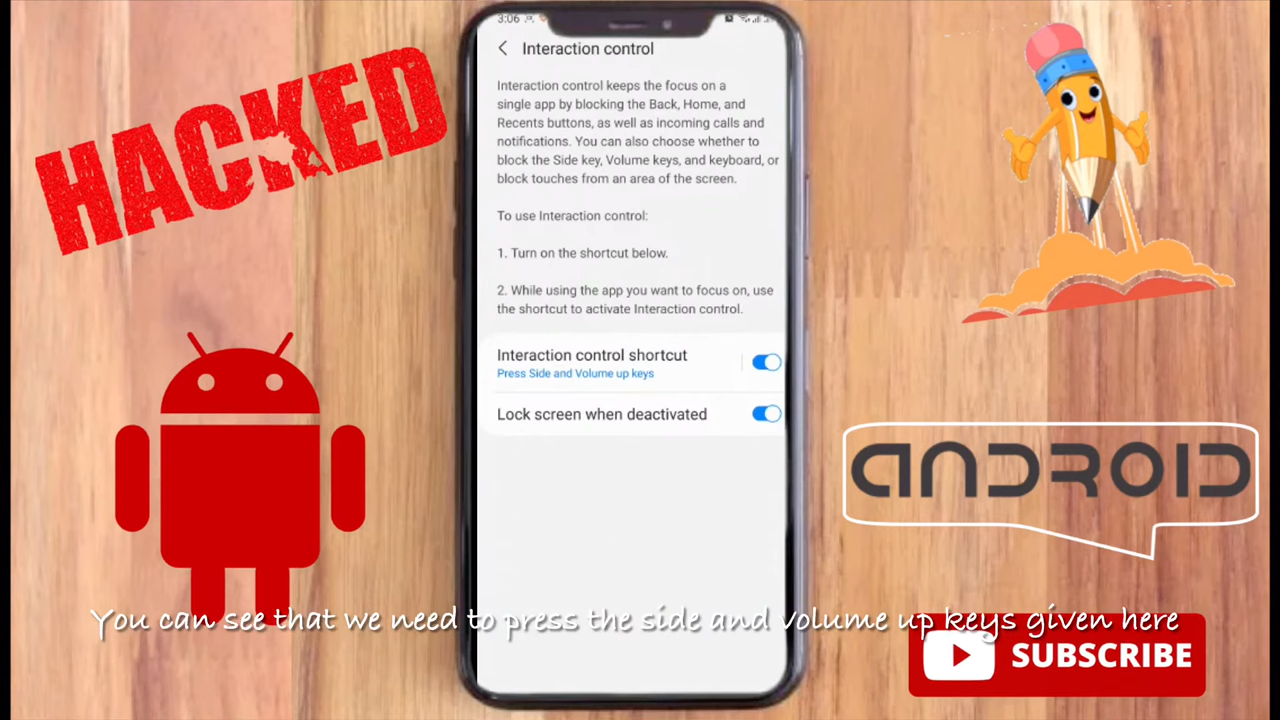 HACKED
3:06
Interaction control
Interaction control keeps the focus on a
single app by blocking the Back, Home, and
Recents buttons, as well as incoming calls and
notifications. You can also choose whether to
block the Side key, Volume keys, and keyboard, or
block touches from an area of the screen.
To use Interaction control:
1. Turn on the shortcut below.
2. While using the app you want to focus on, use
the shortcut to activate Interaction control.
Interaction control shortcut
Press Side and Volume up keys
Lock screen when deactivated
ANDROID
You can see that we need to press the side and volume up keys given here
SUBSCRIBE